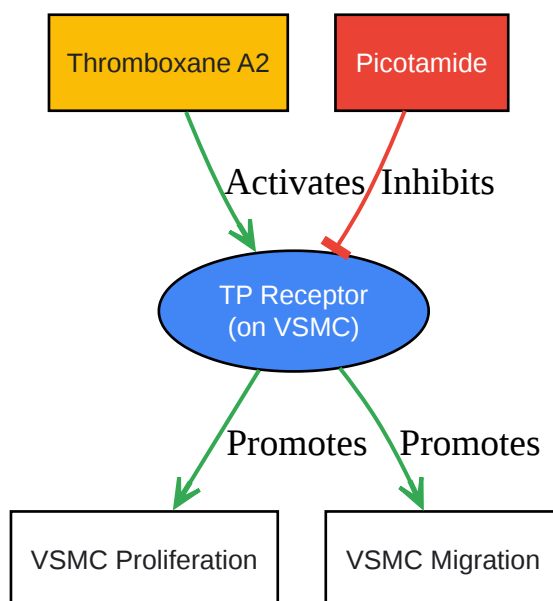 Thromboxane A2
Picotamide
Activates
Inhibits
TP Receptor
(on VSMC)
Promotes
Promotes
VSMC Proliferation
VSMC Migration